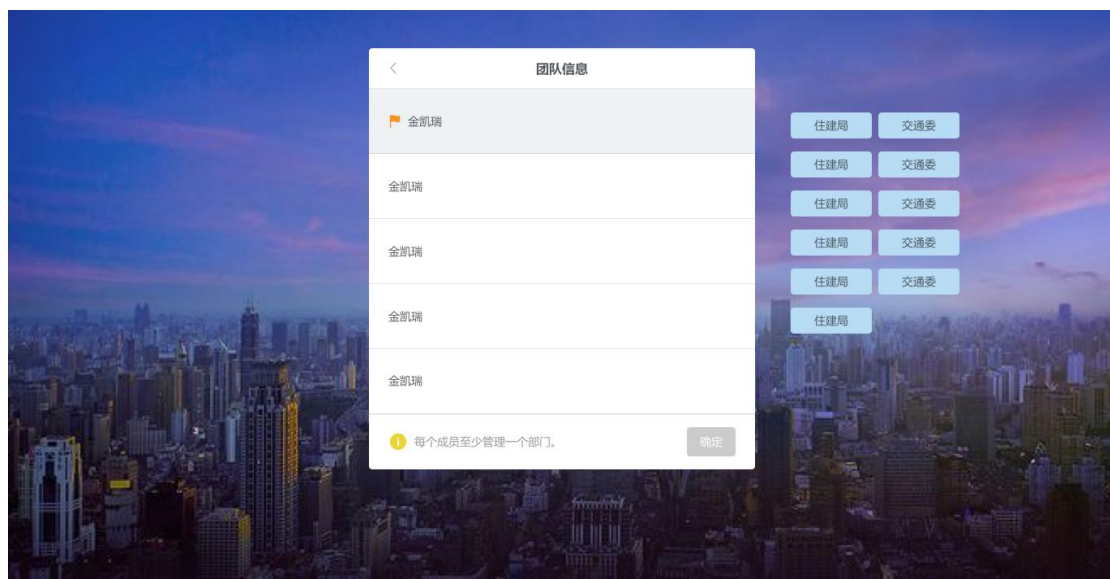 团队信息
金凯瑞
金凯瑞
金凯瑞
金凯瑞
金凯瑞
每个成员至少管理一个部门。
确定
住建局 交通委
住建局 交通委
住建局 交通委
住建局 交通委
住建局 交通委
住建局